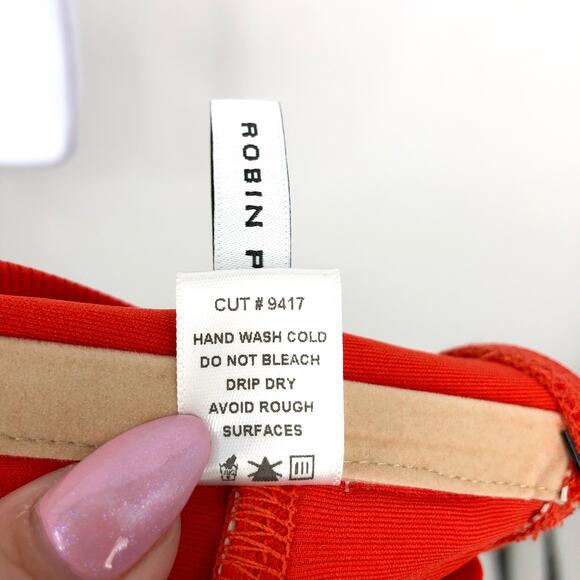 ROBIN
CUT # 9417
HAND WASH COLD
DO NOT BLEACH
DRIP DRY
AVOID ROUGH
SURFACES